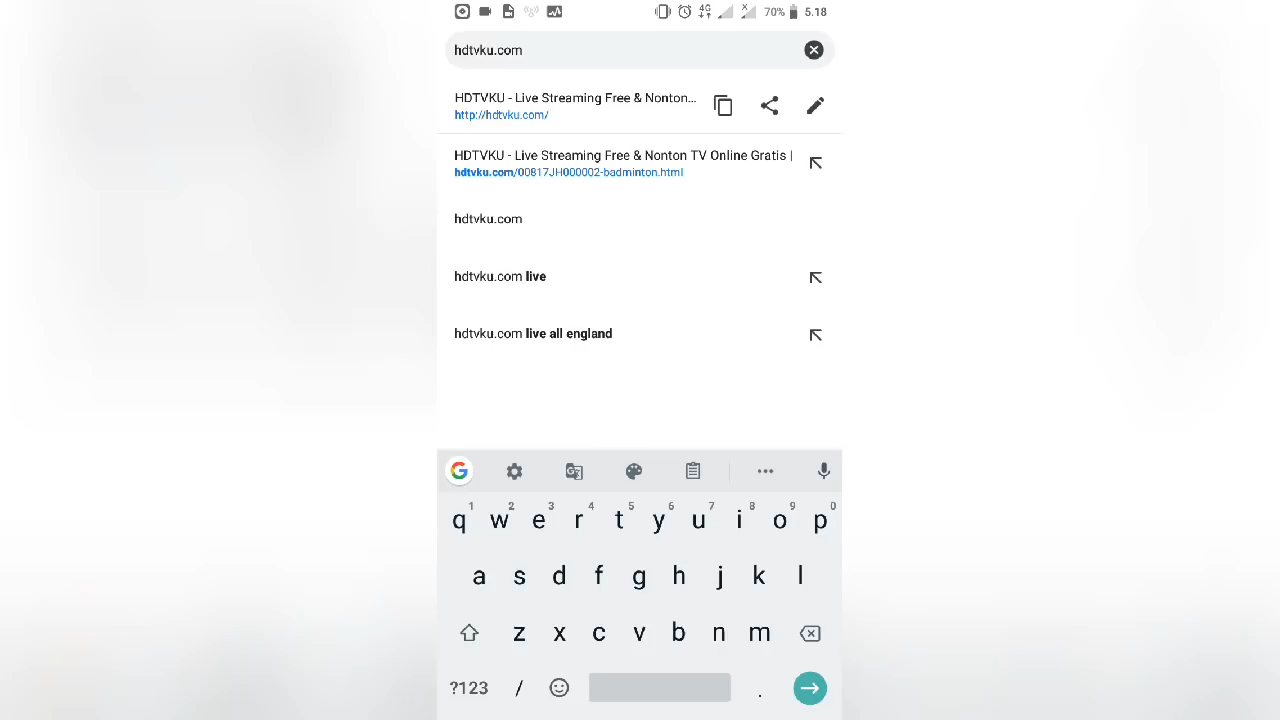 4G 70% 5.18
hdtvku.com
HDTVKU - Live Streaming Free & Nonton...
http://hdtvku.com/
HDTVKU - Live Streaming Free & Nonton TV Online Gratis |
hdtvku.com/00817JH000002-badminton.html
hdtvku.com
hdtvku.com live
hdtvku.com live all england
G
1 2 3 4 5 6 7 8 9 0
q w e r t y u i o p
a s d f g h j k l
z x c v b n m
?123 / .